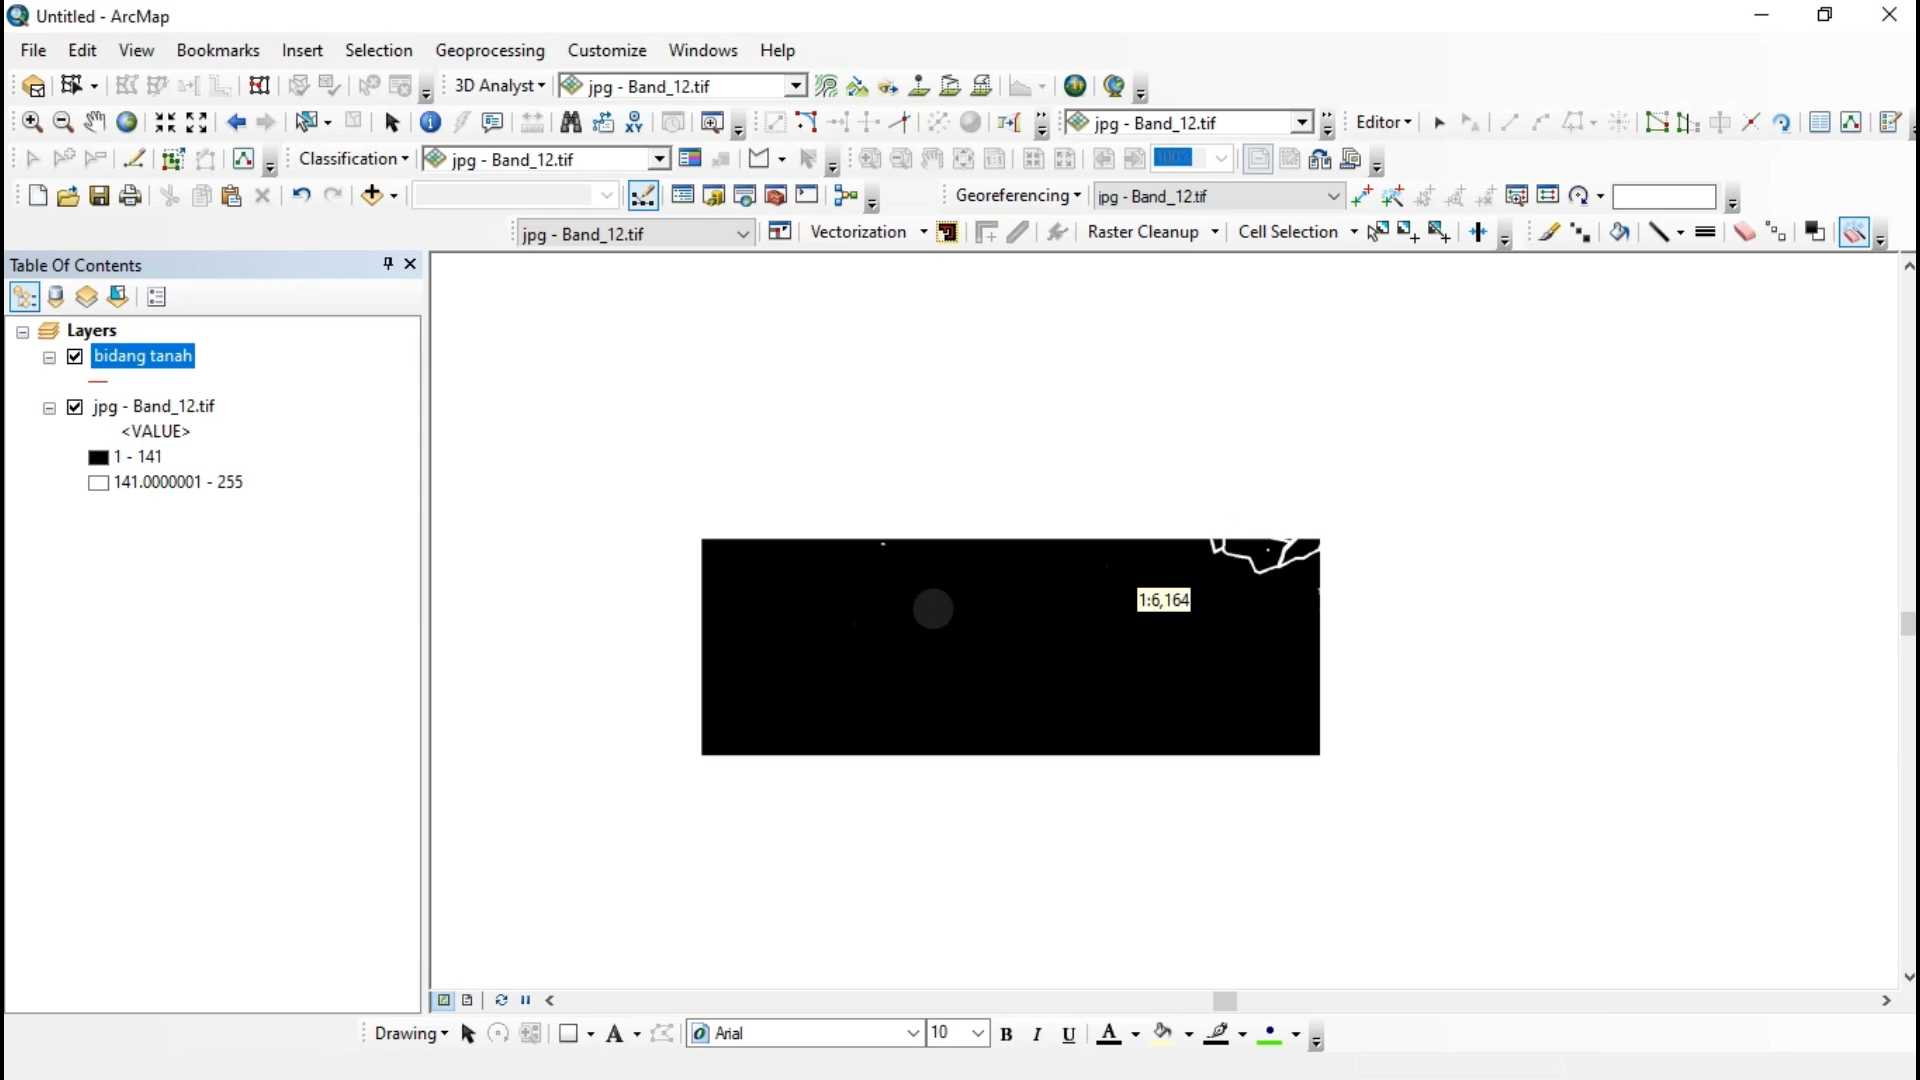 Untitled - ArcMap
File Edit View Bookmarks Insert Selection Geoprocessing Customize Windows Help
3D Analyst jpg - Band_12.tif
jpg - Band_12.tif Editor
Classification jpg - Band_12.tif 100%
Georeferencing jpg - Band_12.tif
jpg - Band_12.tif Vectorization Raster Cleanup Cell Selection
Table Of Contents
Layers
bidang tanah
jpg - Band_12.tif
<VALUE>
1 - 141
141.0000001 - 255
1:6,164
Drawing A Arial 10 B I U A